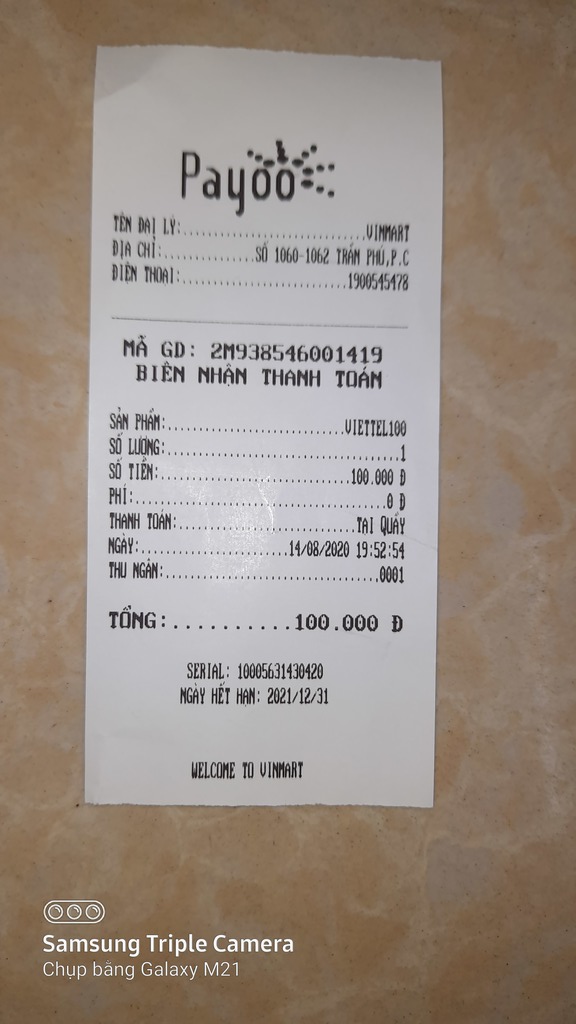 Payoo
TÊN ĐẠI LÝ:............................VINMART
ĐỊA CHỈ:..............SỐ 1060-1062 TRẦN PHÚ,P.C
ĐIỆN THOẠI:..........................1900545478
MÃ GD: 2M938546001419
BIÊN NHẬN THANH TOÁN
SẢN PHẨM:...........................VIETTEL100
SỐ LƯỢNG:....................................1
SỐ TIỀN:.............................100.000 Đ
PHÍ:.......................................0 Đ
THANH TOÁN:...........................TẠI QUẦY
NGÀY:......................14/08/2020 19:52:54
THU NGÂN:.................................0001
TỔNG:..........100.000 Đ
SERIAL: 10005631430420
NGÀY HẾT HẠN: 2021/12/31
WELCOME TO VINMART
Samsung Triple Camera
Chụp bằng Galaxy M21